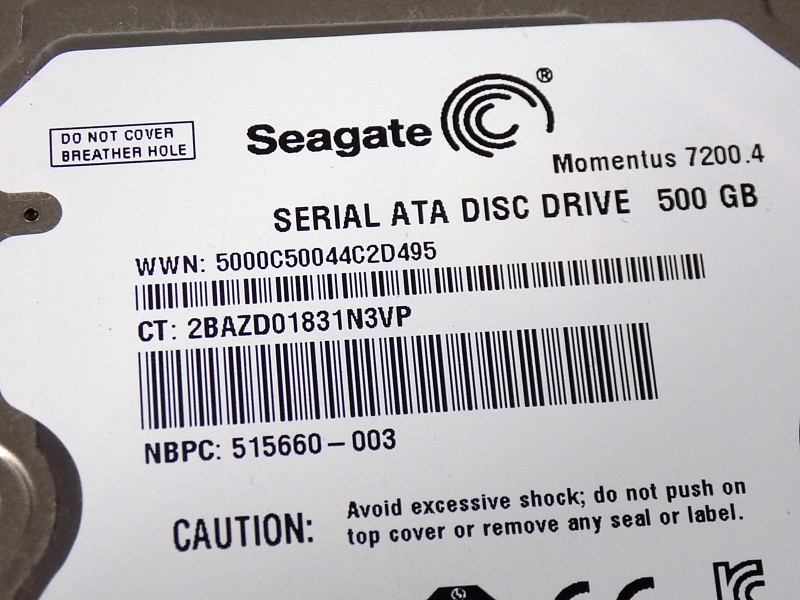 DO NOT COVER
BREATHER HOLE
Seagate®
Momentus 7200.4
SERIAL ATA DISC DRIVE 500 GB
WWN: 5000C50044C2D495
CT: 2BAZD01831N3VP
NBPC: 515660-003
CAUTION: Avoid excessive shock; do not push on
top cover or remove any seal or label.